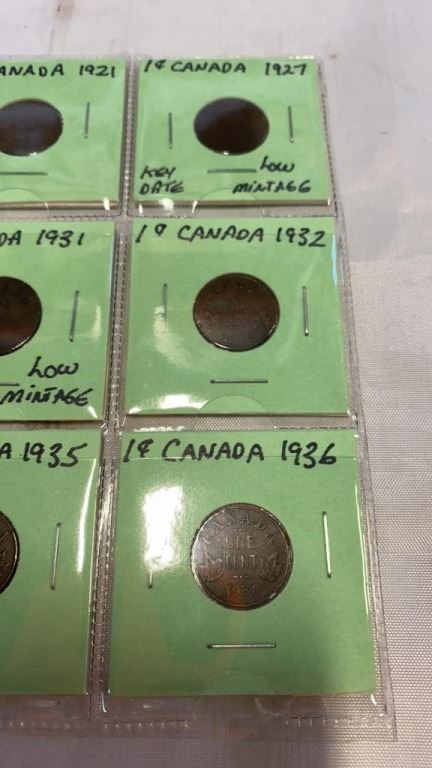 ANADA 1921
1¢ CANADA 1927
KEY DATE
LOW MINTAGE
DA 1931
LOW
MINTAGE
1¢ CANADA 1932
A 1935
1¢ CANADA 1936
CANADA
ONE
CENT